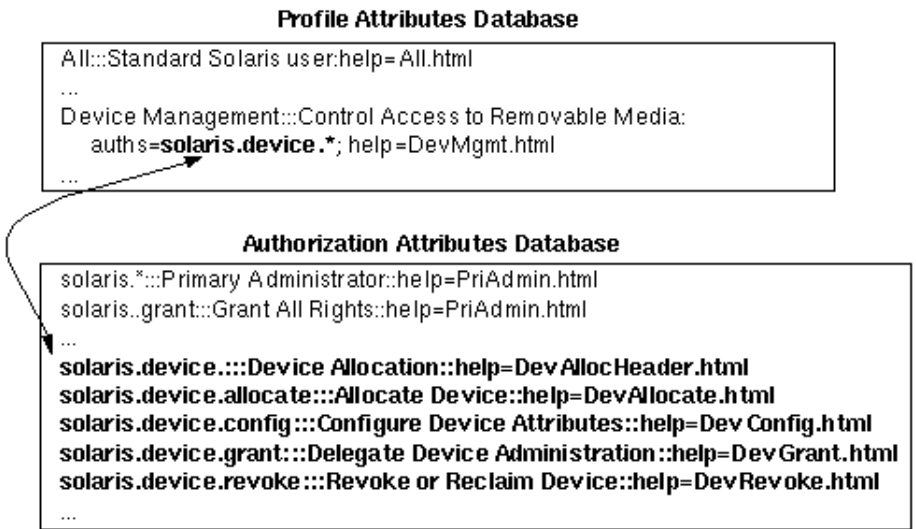 Profile Attributes Database
All:::Standard Solaris user:help=All.html
...
Device Management:::Control Access to Removable Media:
auths=solaris.device.*; help=DevMgmt.html
...
Authorization Attributes Database
solaris.*:::Primary Administrator::help=PriAdmin.html
solaris..grant:::Grant All Rights::help=PriAdmin.html
...
solaris.device.:::Device Allocation::help=DevAllocHeader.html
solaris.device.allocate:::Allocate Device::help=DevAllocate.html
solaris.device.config:::Configure Device Attributes::help=DevConfig.html
solaris.device.grant:::Delegate Device Administration::help=DevGrant.html
solaris.device.revoke:::Revoke or Reclaim Device::help=DevRevoke.html
...